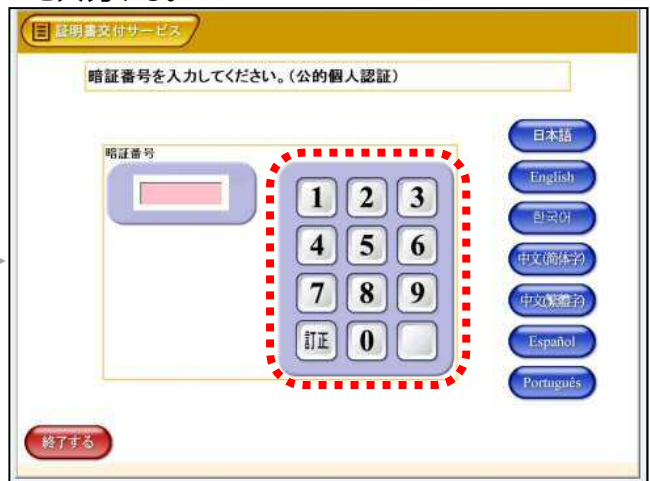 証明書交付サービス
暗証番号を入力してください。(公的個人認証)
暗証番号
1 2 3
4 5 6
7 8 9
訂正 0
日本語
English
한국어
中文(简体字)
中文(繁體字)
Español
Português
終了する